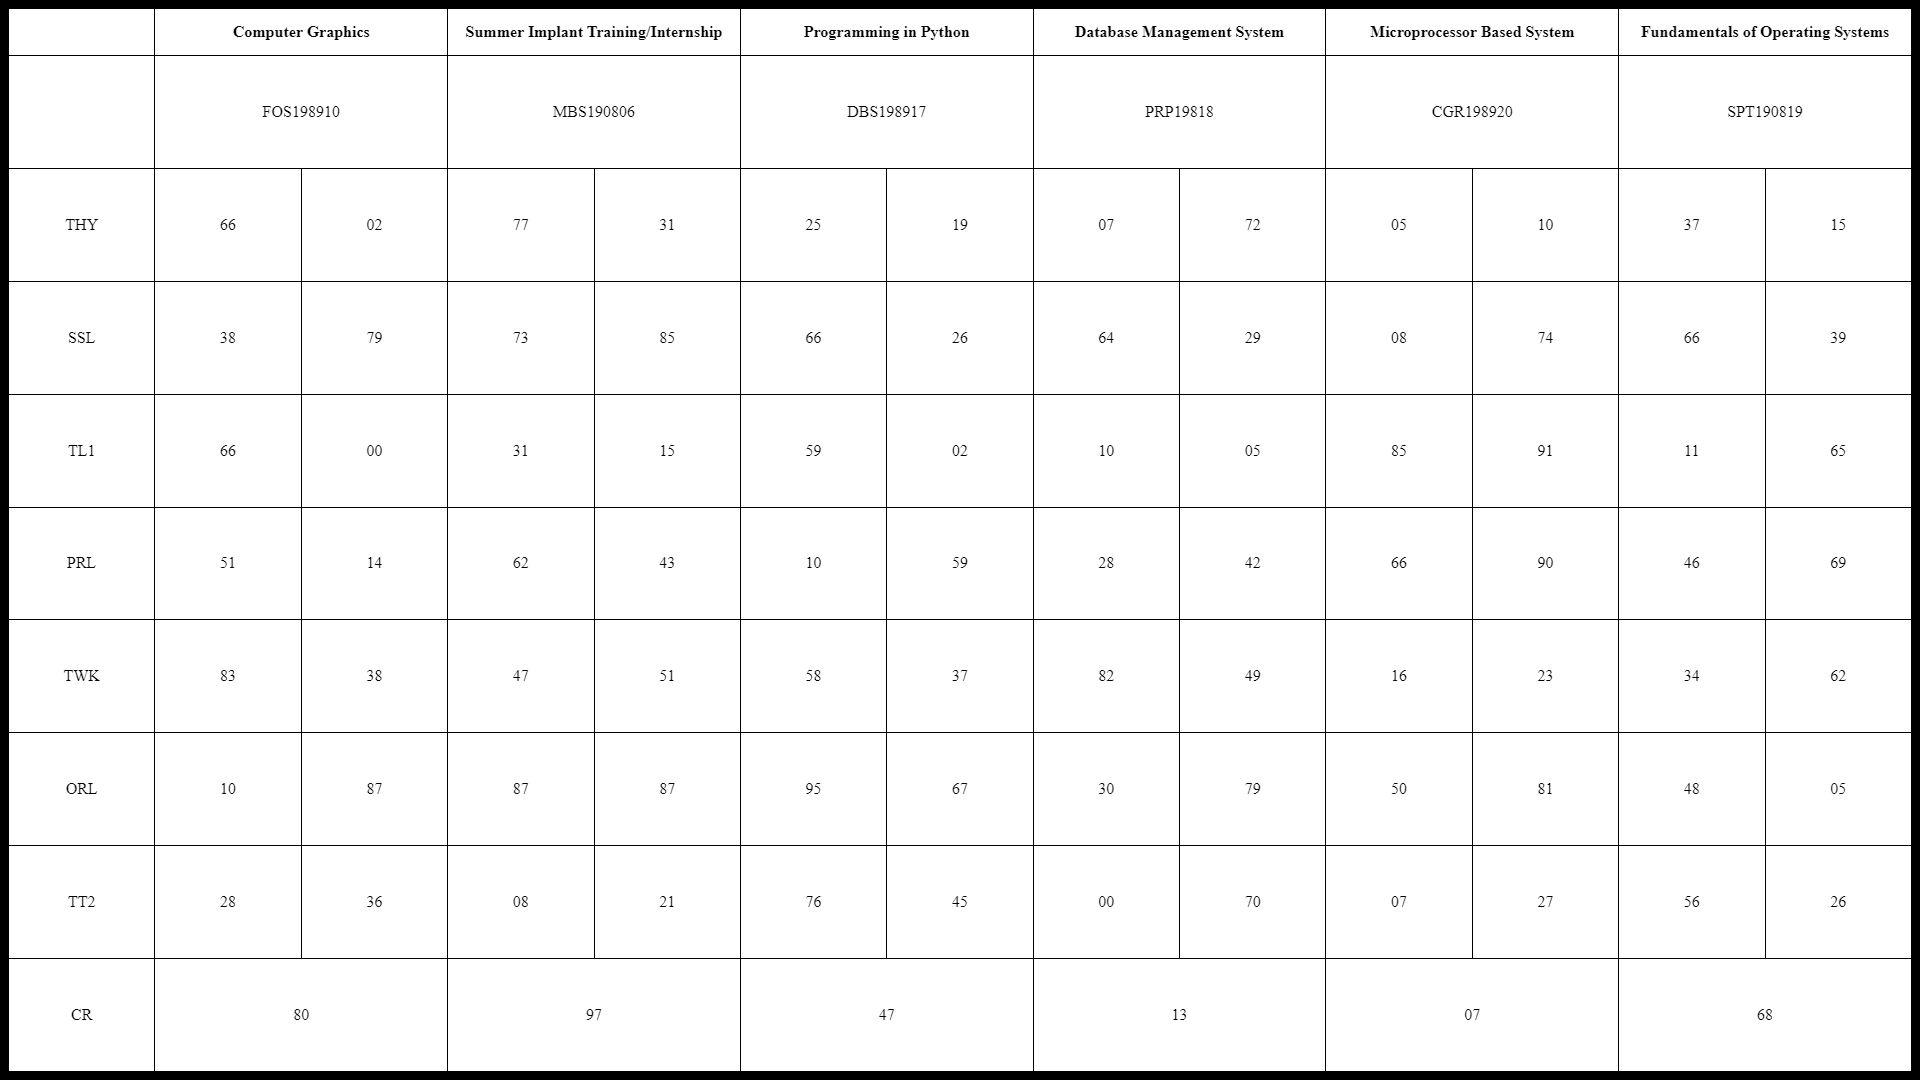 Computer Graphics Summer Implant Training/Internship Programming in Python Database Management System Microprocessor Based System Fundamentals of Operating Systems
FOS198910 MBS190806 DBS198917 PRP19818 CGR198920 SPT190819
THY 66 02 77 31 25 19 07 72 05 10 37 15
SSL 38 79 73 85 66 26 64 29 08 74 66 39
TL1 66 00 31 15 59 02 10 05 85 91 11 65
PRL 51 14 62 43 10 59 28 42 66 90 46 69
TWK 83 38 47 51 58 37 82 49 16 23 34 62
ORL 10 87 87 87 95 67 30 79 50 81 48 05
TT2 28 36 08 21 76 45 00 70 07 27 56 26
CR 80 97 47 13 07 68